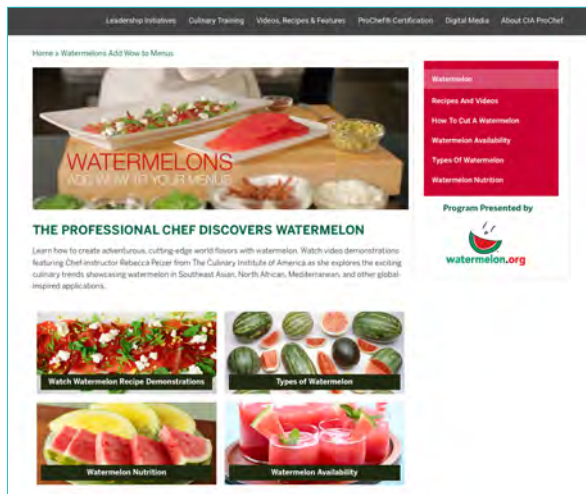 Leadership Initiatives Culinary Training Videos, Recipes & Features ProChef® Certification Digital Media About CIA ProChef
Home » Watermelons Add Wow to Menus
WATERMELONS
ADD WOW TO YOUR MENUS
THE PROFESSIONAL CHEF DISCOVERS WATERMELON
Learn how to create adventurous, cutting-edge world flavors with watermelon. Watch video demonstrations
featuring Chef-instructor Rebecca Peizer from The Culinary Institute of America as she explores the exciting
culinary trends showcasing watermelon in Southeast Asian, North African, Mediterranean, and other global-
inspired applications.
Watch Watermelon Recipe Demonstrations
Types of Watermelon
Watermelon Nutrition
Watermelon Availability
Watermelon
Recipes And Videos
How To Cut A Watermelon
Watermelon Availability
Types Of Watermelon
Watermelon Nutrition
Program Presented by
watermelon.org